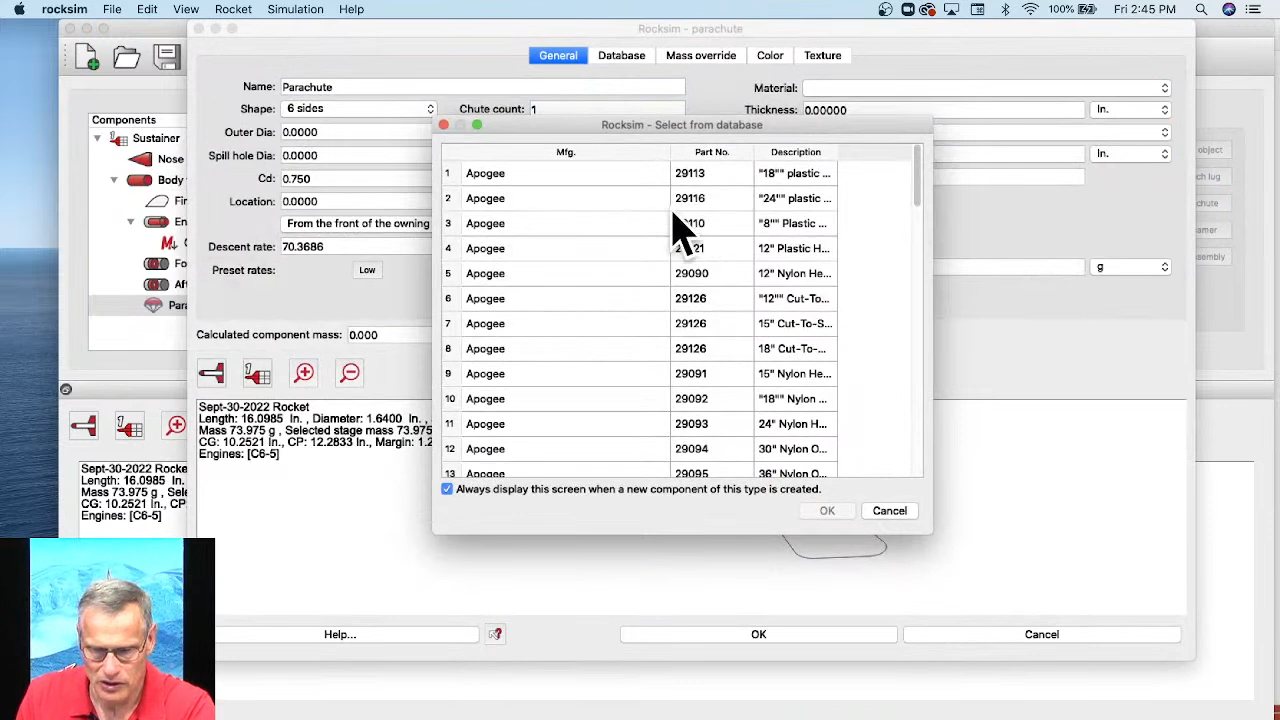 rocksim File Edit View Rocket Simulation Help 100% Fri 2:45 PM
Rocksim - parachute
General Database Mass override Color Texture
Name: Parachute Material:
Shape: 6 sides Chute count: 1 Thickness: 0.00000 In.
Outer Dia: 0.0000
Spill hole Dia: 0.0000 In.
Cd: 0.750
Location: 0.0000
From the front of the owning
Descent rate: 70.3686 g
Preset rates: Low
Calculated component mass: 0.000
Components
Sustainer
Nose
Body
Fin
En
Fo
Aft
Para
object
ch lug
chute
amer
sembly
Rocksim - Select from database
Mfg. Part No. Description
1 Apogee 29113 "18"" plastic ...
2 Apogee 29116 "24"" plastic ...
3 Apogee "8"" Plastic ...
4 Apogee 12" Plastic H...
5 Apogee 29090 12" Nylon He...
6 Apogee 29126 "12"" Cut-To...
7 Apogee 29126 15" Cut-To-S...
8 Apogee 29126 18" Cut-To-...
9 Apogee 29091 15" Nylon He...
10 Apogee 29092 "18"" Nylon ...
11 Apogee 29093 24" Nylon H...
12 Apogee 29094 30" Nylon O...
13 Apogee 29095 36" Nylon O...
Always display this screen when a new component of this type is created.
OK Cancel
Sept-30-2022 Rocket
Length: 16.0985 In. , Diameter: 1.6400 In.
Mass 73.975 g , Selected stage mass 73.975
CG: 10.2521 In., CP: 12.2833 In., Margin: 1.2
Engines: [C6-5]
Sept-30-2022 Rocket
Length: 16.0985 In. ,
Mass 73.975 g , Sele
CG: 10.2521 In., CP:
Engines: [C6-5]
Help... OK Cancel